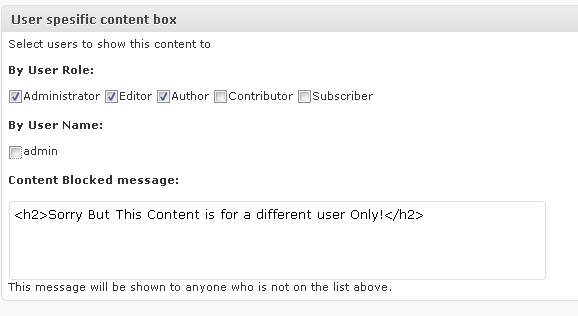 User spesific content box
Select users to show this content to
By User Role:
Administrator Editor Author Contributor Subscriber
By User Name:
admin
Content Blocked message:
<h2>Sorry But This Content is for a different user Only!</h2>
This message will be shown to anyone who is not on the list above.